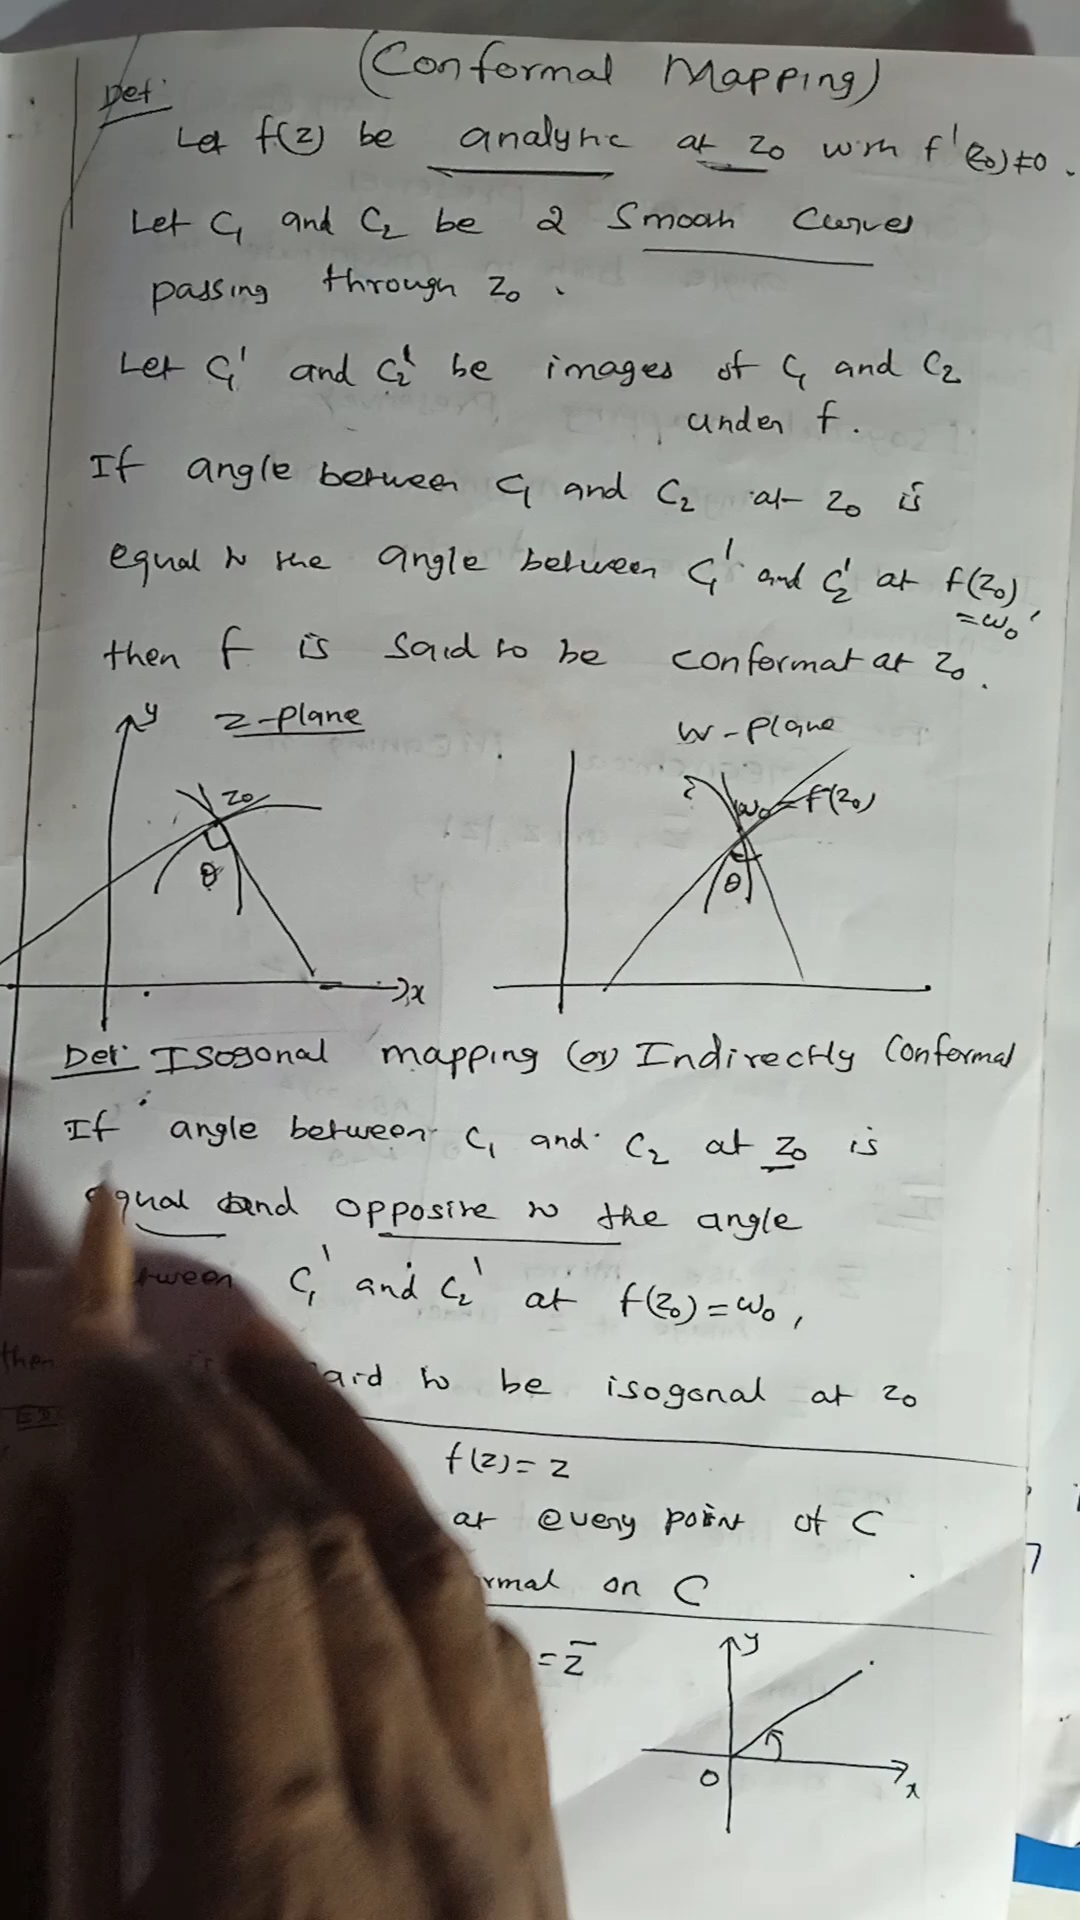 (Conformal Mapping)
Def:
Let f(z) be analytic at z₀ with f'(z₀)≠0.
Let C₁ and C₂ be 2 Smooth Curves
passing through z₀.
Let C₁' and C₂' be images of C₁ and C₂
under f.
If angle between C₁ and C₂ at z₀ is
equal to the angle between C₁' and C₂' at f(z₀)
=w₀,
then f is said to be conformal at z₀.
y z-plane
w-plane
z₀
w₀=f(z₀)
θ
θ
x
Def: Isogonal mapping (or) Indirectly Conformal
If angle between C₁ and C₂ at z₀ is
equal and opposite to the angle
tween C₁' and C₂' at f(z₀)=w₀,
then aid to be isogonal at z₀
f(z)=z
at every point of C
rmal on C
= z̄
y
O
x